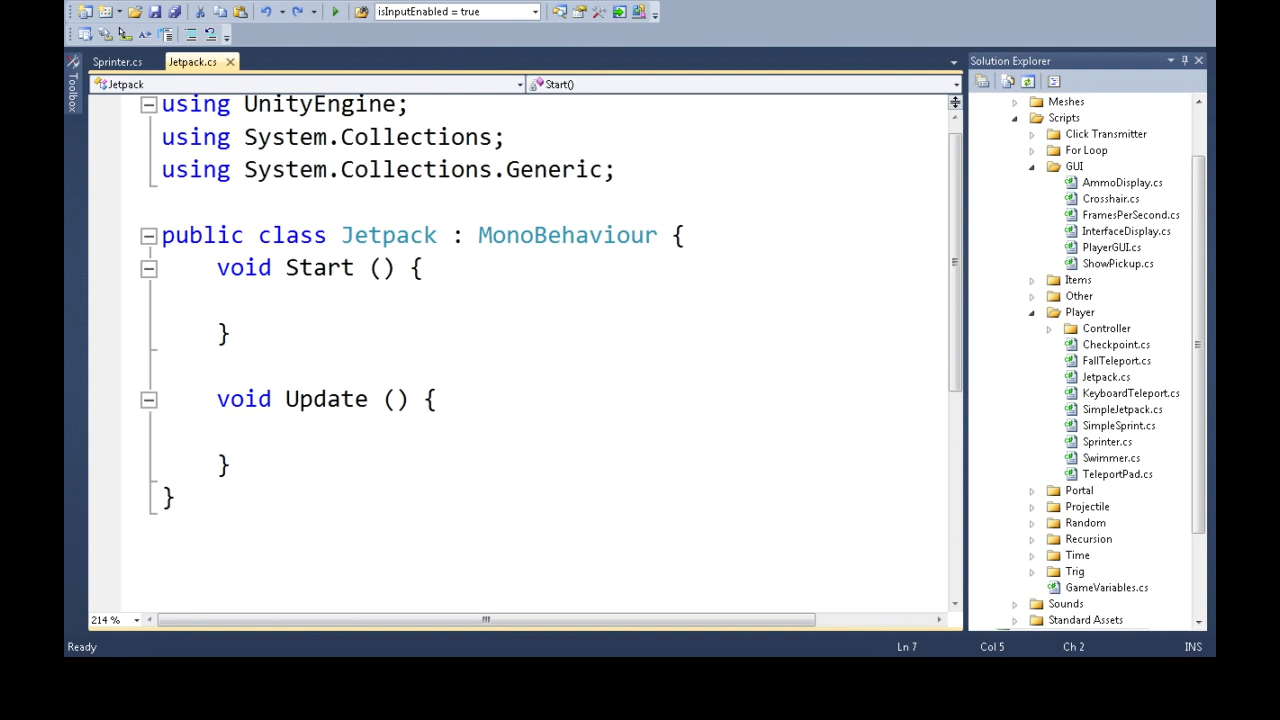 isInputEnabled = true
Sprinter.cs
Jetpack.cs
Solution Explorer
Toolbox
Jetpack
Start()
using UnityEngine;
using System.Collections;
using System.Collections.Generic;
public class Jetpack : MonoBehaviour {
void Start () {
}
void Update () {
}
}
Meshes
Scripts
Click Transmitter
For Loop
GUI
AmmoDisplay.cs
Crosshair.cs
FramesPerSecond.cs
InterfaceDisplay.cs
PlayerGUI.cs
ShowPickup.cs
Items
Other
Player
Controller
Checkpoint.cs
FallTeleport.cs
Jetpack.cs
KeyboardTeleport.cs
SimpleJetpack.cs
SimpleSprint.cs
Sprinter.cs
Swimmer.cs
TeleportPad.cs
Portal
Projectile
Random
Recursion
Time
Trig
GameVariables.cs
Sounds
Standard Assets
214 %
Ready
Ln 7
Col 5
Ch 2
INS